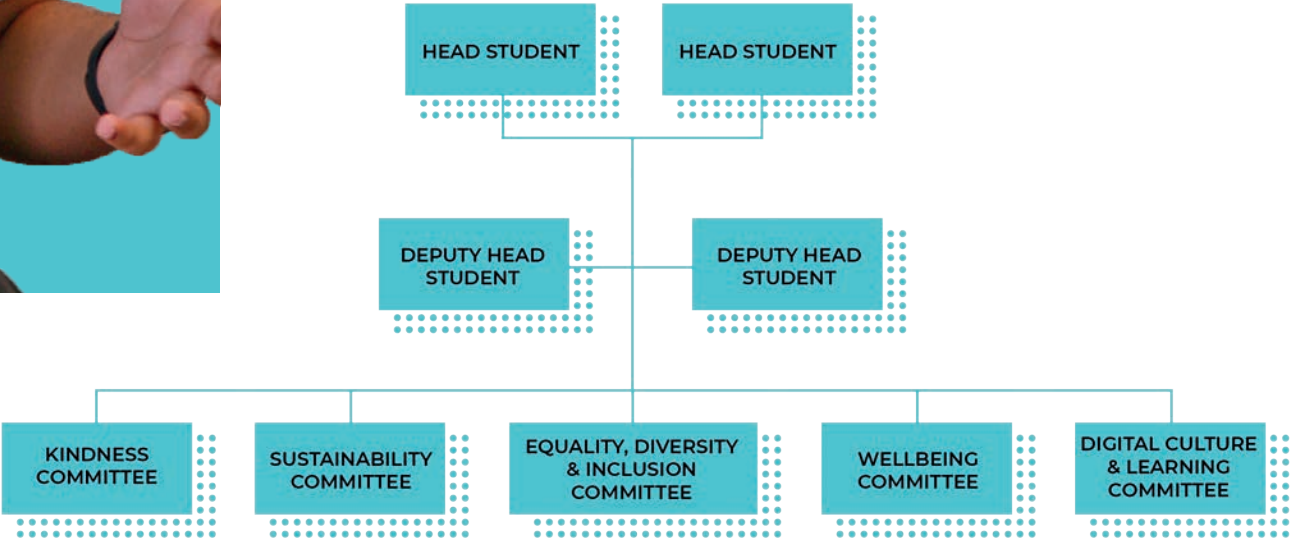 HEAD STUDENT
HEAD STUDENT
DEPUTY HEAD
STUDENT
DEPUTY HEAD
STUDENT
KINDNESS
COMMITTEE
SUSTAINABILITY
COMMITTEE
EQUALITY, DIVERSITY
& INCLUSION
COMMITTEE
WELLBEING
COMMITTEE
DIGITAL CULTURE
& LEARNING
COMMITTEE